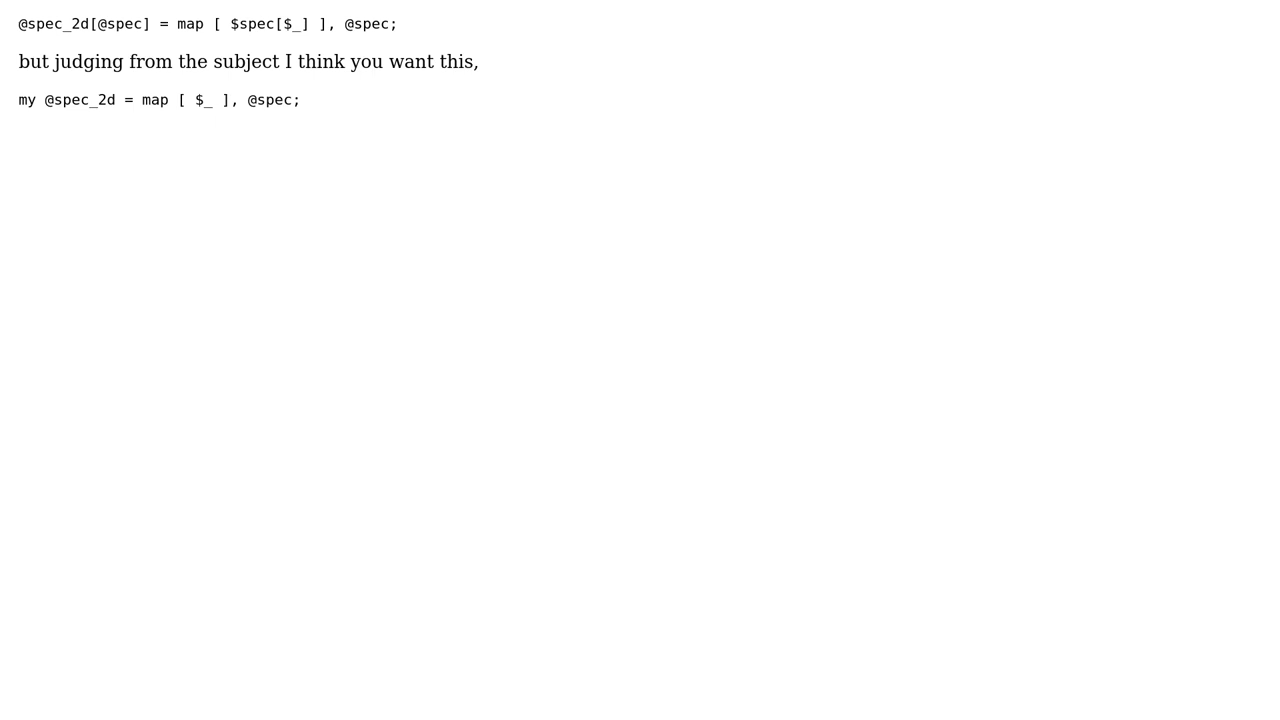 @spec_2d[@spec] = map [ $spec[$_] ], @spec;
but judging from the subject I think you want this,
my @spec_2d = map [ $_ ], @spec;